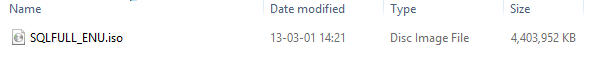 Name Date modified Type Size
SQLFULL_ENU.iso 13-03-01 14:21 Disc Image File 4,403,952 KB